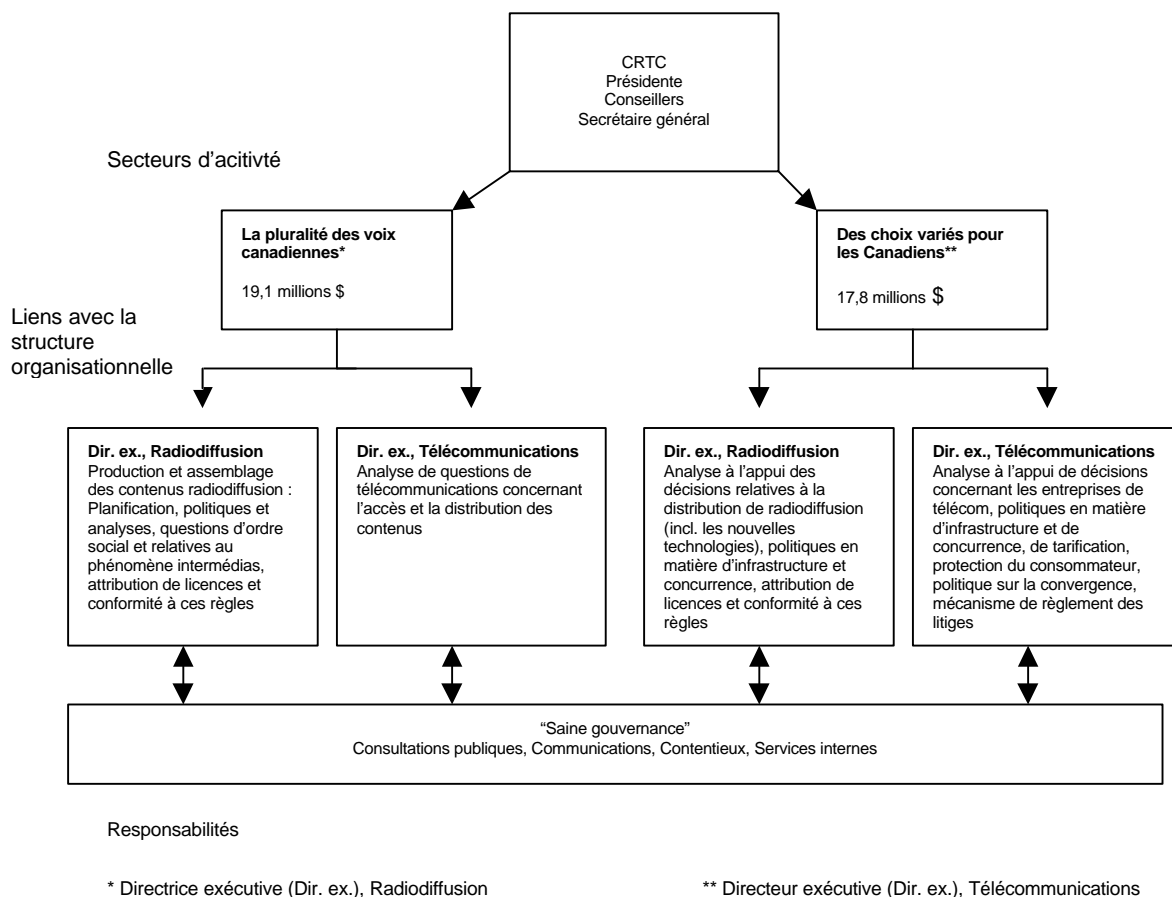 CRTC
Présidente
Conseillers
Secrétaire général
Secteurs d'acitivté
La pluralité des voix
canadiennes*
19,1 millions $
Des choix variés pour
les Canadiens**
17,8 millions $
Liens avec la
structure
organisationnelle
Dir. ex., Radiodiffusion
Production et assemblage
des contenus radiodiffusion :
Planification, politiques et
analyses, questions d'ordre
social et relatives au
phénomène intermédias,
attribution de licences et
conformité à ces règles
Dir. ex., Télécommunications
Analyse de questions de
télécommunications concernant
l'accès et la distribution des
contenus
Dir. ex., Radiodiffusion
Analyse à l'appui des
décisions relatives à la
distribution de radiodiffusion
(incl. les nouvelles
technologies), politiques en
matière d'infrastructure et
concurrence, attribution de
licences et conformité à ces
règles
Dir. ex., Télécommunications
Analyse à l'appui de décisions
concernant les entreprises de
télécom, politiques en matière
d'infrastructure et de
concurrence, de tarification,
protection du consommateur,
politique sur la convergence,
mécanisme de règlement des
litiges
“Saine gouvernance”
Consultations publiques, Communications, Contentieux, Services internes
Responsabilités
* Directrice exécutive (Dir. ex.), Radiodiffusion
** Directeur exécutive (Dir. ex.), Télécommunications